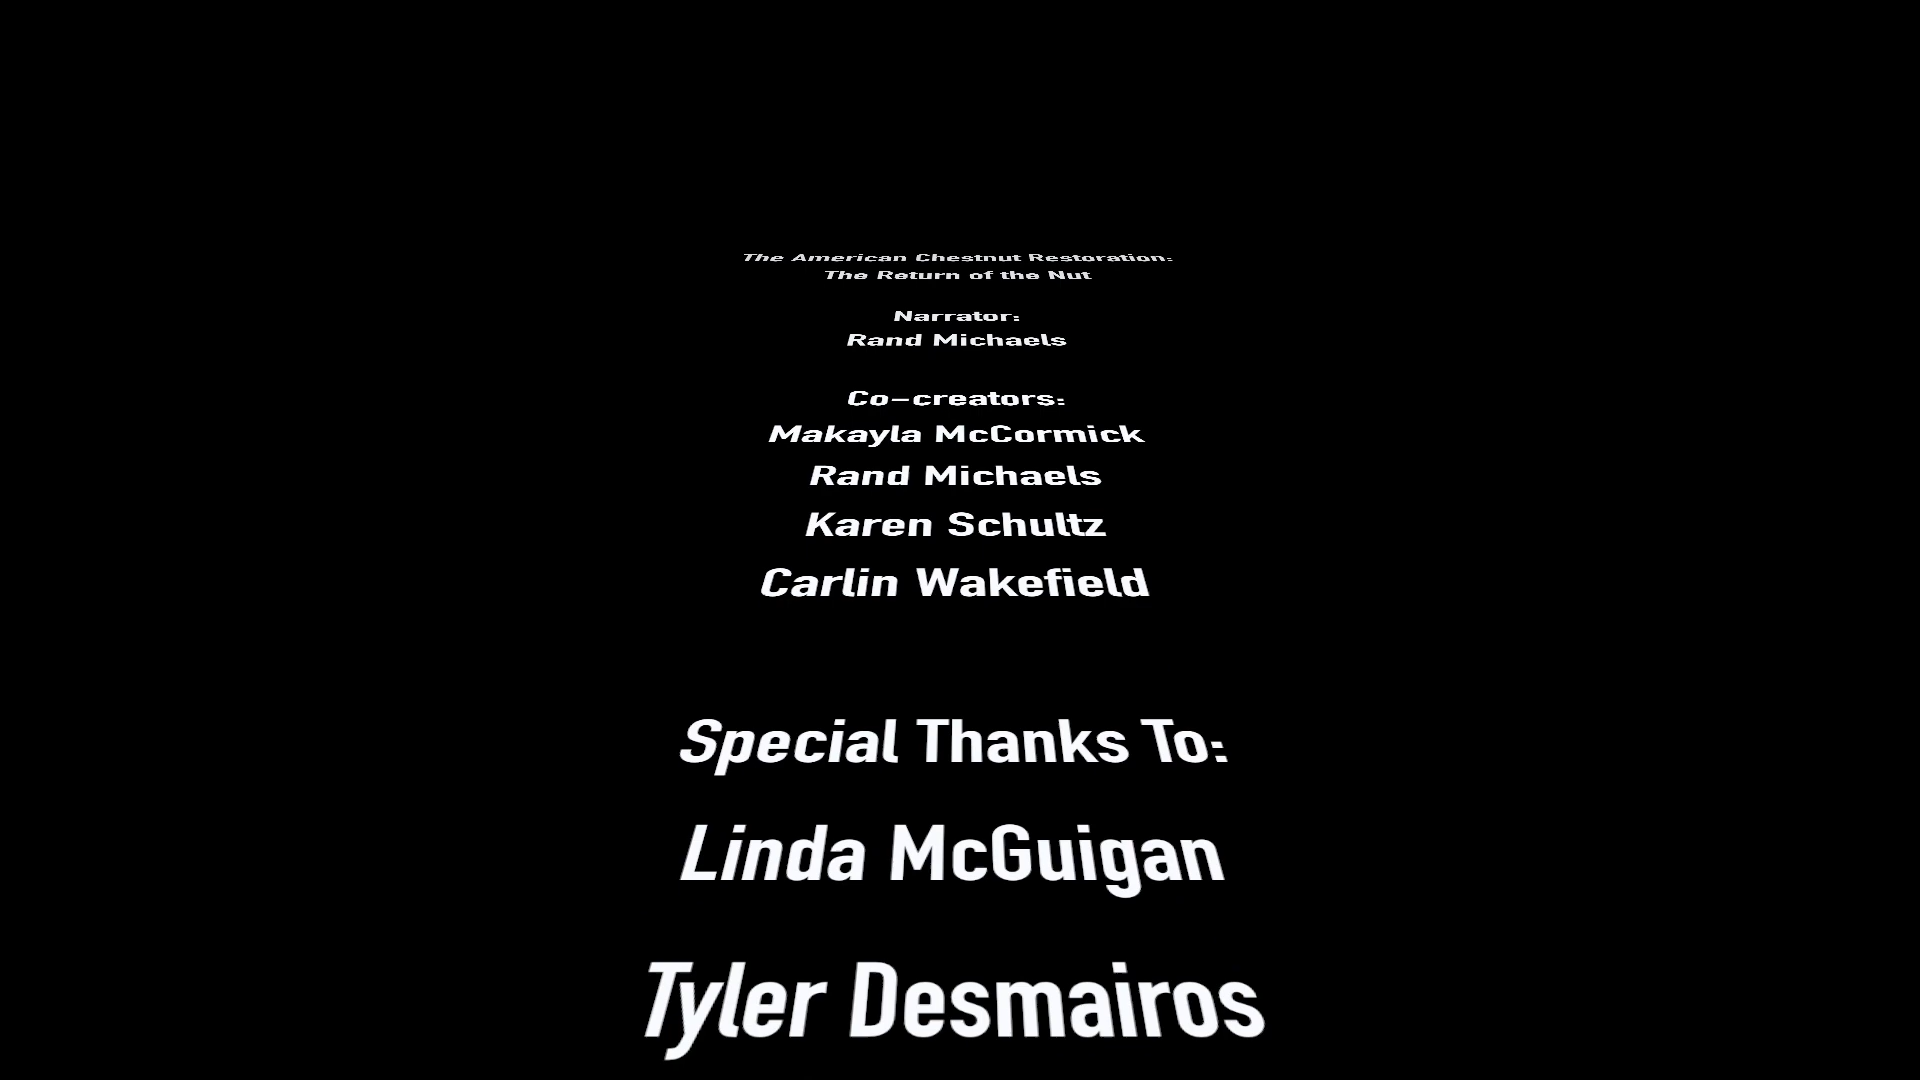 The American Chestnut Restoration:
The Return of the Nut
Narrator:
Rand Michaels
Co-creators:
Makayla McCormick
Rand Michaels
Karen Schultz
Carlin Wakefield
Special Thanks To:
Linda McGuigan
Tyler Desmairos